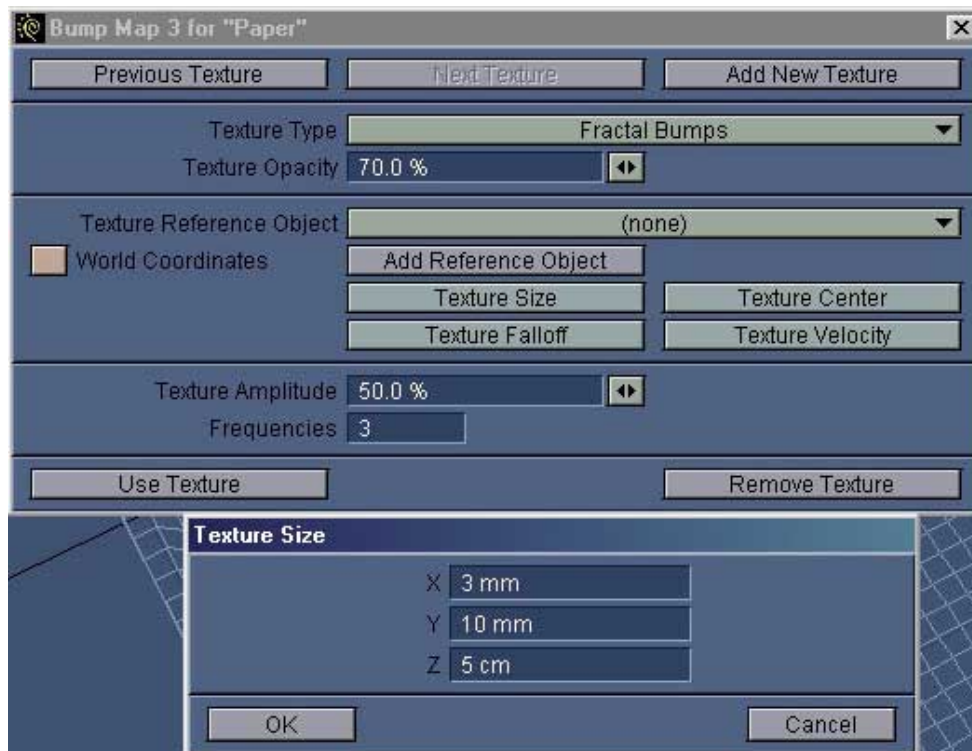 Bump Map 3 for "Paper"
Previous Texture Next Texture Add New Texture
Texture Type Fractal Bumps
Texture Opacity 70.0 %
Texture Reference Object (none)
World Coordinates Add Reference Object
Texture Size Texture Center
Texture Falloff Texture Velocity
Texture Amplitude 50.0 %
Frequencies 3
Use Texture Remove Texture
Texture Size
X 3 mm
Y 10 mm
Z 5 cm
OK Cancel